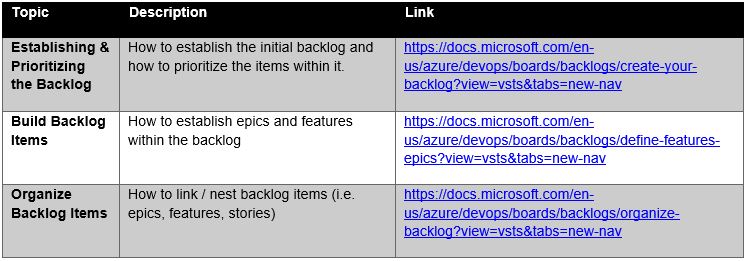 Topic Description Link
Establishing & How to establish the initial backlog and https://docs.microsoft.com/en-
Prioritizing how to prioritize the items within it. us/azure/devops/boards/backlogs/create-your-
the Backlog backlog?view=vsts&tabs=new-nav
Build Backlog How to establish epics and features https://docs.microsoft.com/en-
Items within the backlog us/azure/devops/boards/backlogs/define-features-
epics?view=vsts&tabs=new-nav
Organize How to link / nest backlog items (i.e. https://docs.microsoft.com/en-
Backlog Items epics, features, stories) us/azure/devops/boards/backlogs/organize-
backlog?view=vsts&tabs=new-nav